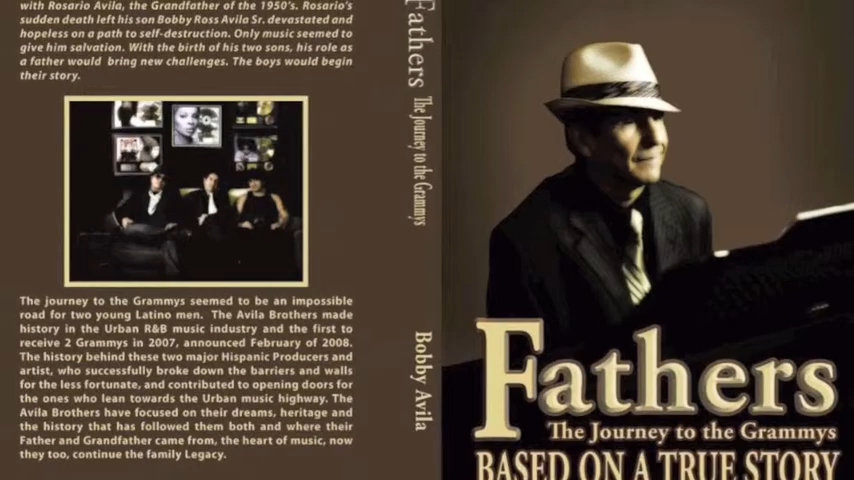 with Rosario Avila, the Grandfather of the 1950's. Rosario's
sudden death left his son Bobby Ross Avila Sr. devastated and
hopeless on a path to self-destruction. Only music seemed to
give him salvation. With the birth of his two sons, his role as
a father would bring new challenges. The boys would begin
their story.
The journey to the Grammys seemed to be an impossible
road for two young Latino men. The Avila Brothers made
history in the Urban R&B music industry and the first to
receive 2 Grammys in 2007, announced February of 2008.
The history behind these two major Hispanic Producers and
artist, who successfully broke down the barriers and walls
for the less fortunate, and contributed to opening doors for
the ones who lean towards the Urban music highway. The
Avila Brothers have focused on their dreams, heritage and
the history that has followed them both and where their
Father and Grandfather came from, the heart of music, now
they too, continue the family Legacy.
Fathers The Journey to the Grammys Bobby Avila
Fathers
The Journey to the Grammys
BASED ON A TRUE STORY